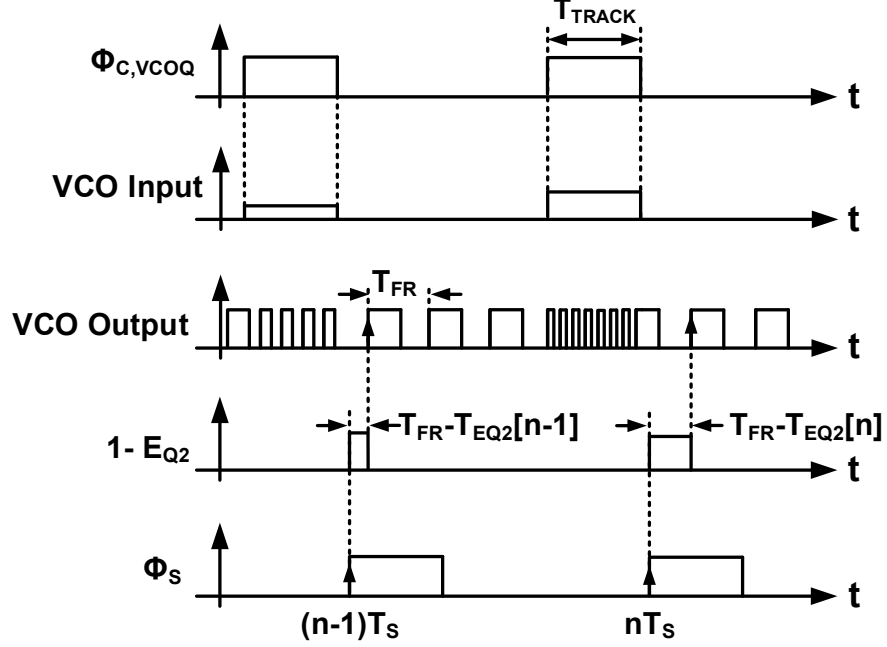 T_TRACK
Φ_C,VCOQ
t
VCO Input
t
T_FR
VCO Output
t
T_FR-T_EQ2[n-1]
T_FR-T_EQ2[n]
1- E_Q2
t
Φ_S
t
(n-1)T_S
nT_S